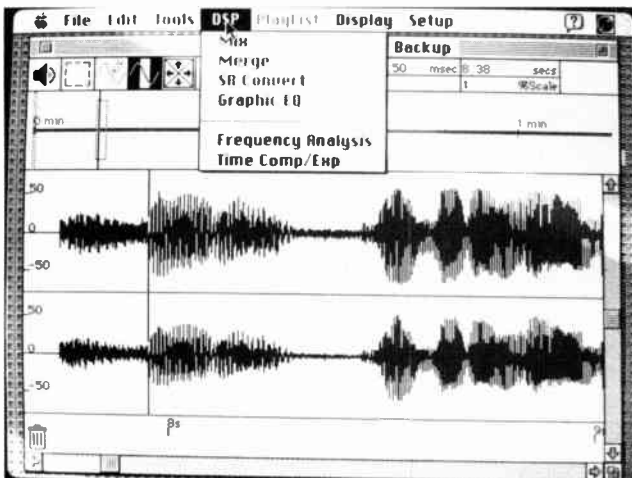 File Edit Tools DSP Playlist Display Setup
Backup
Mix
Merge
SR Convert
Graphic EQ
Frequency Analysis
Time Comp/Exp
50 msec 8 38 secs
1 %Scale
0 min
1 min
50
0
-50
50
0
-50
8s